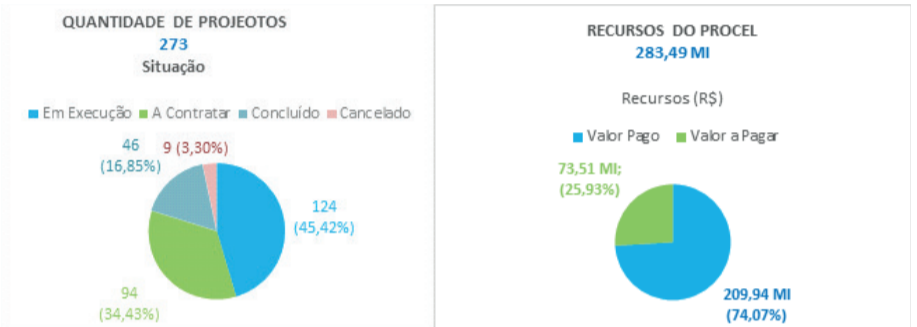 QUANTIDADE DE PROJEOTOS
273
Situação
Em Execução A Contratar Concluído Cancelado
46
(16,85%)
9 (3,30%)
124
(45,42%)
94
(34,43%)
RECURSOS DO PROCEL
283,49 MI
Recursos (R$)
Valor Pago Valor a Pagar
73,51 MI;
(25,93%)
209,94 MI
(74,07%)